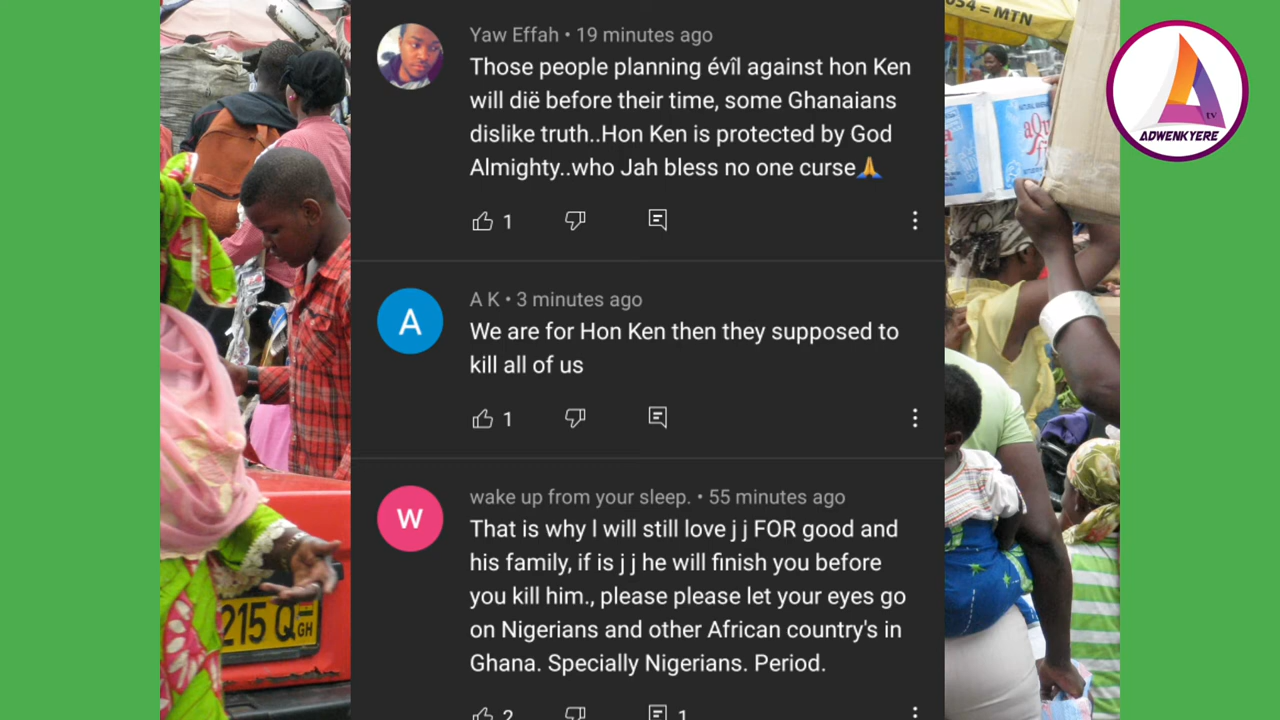 054 = MTN
tv
ADWENKYERE
Yaw Effah • 19 minutes ago
Those people planning évîl against hon Ken
will dië before their time, some Ghanaians
dislike truth..Hon Ken is protected by God
Almighty..who Jah bless no one curse🙏
1
A K • 3 minutes ago
A
We are for Hon Ken then they supposed to
kill all of us
1
wake up from your sleep. • 55 minutes ago
W
That is why l will still love j j FOR good and
his family, if is j j he will finish you before
you kill him., please please let your eyes go
on Nigerians and other African country's in
Ghana. Specially Nigerians. Period.
2
1
215 Q
GH